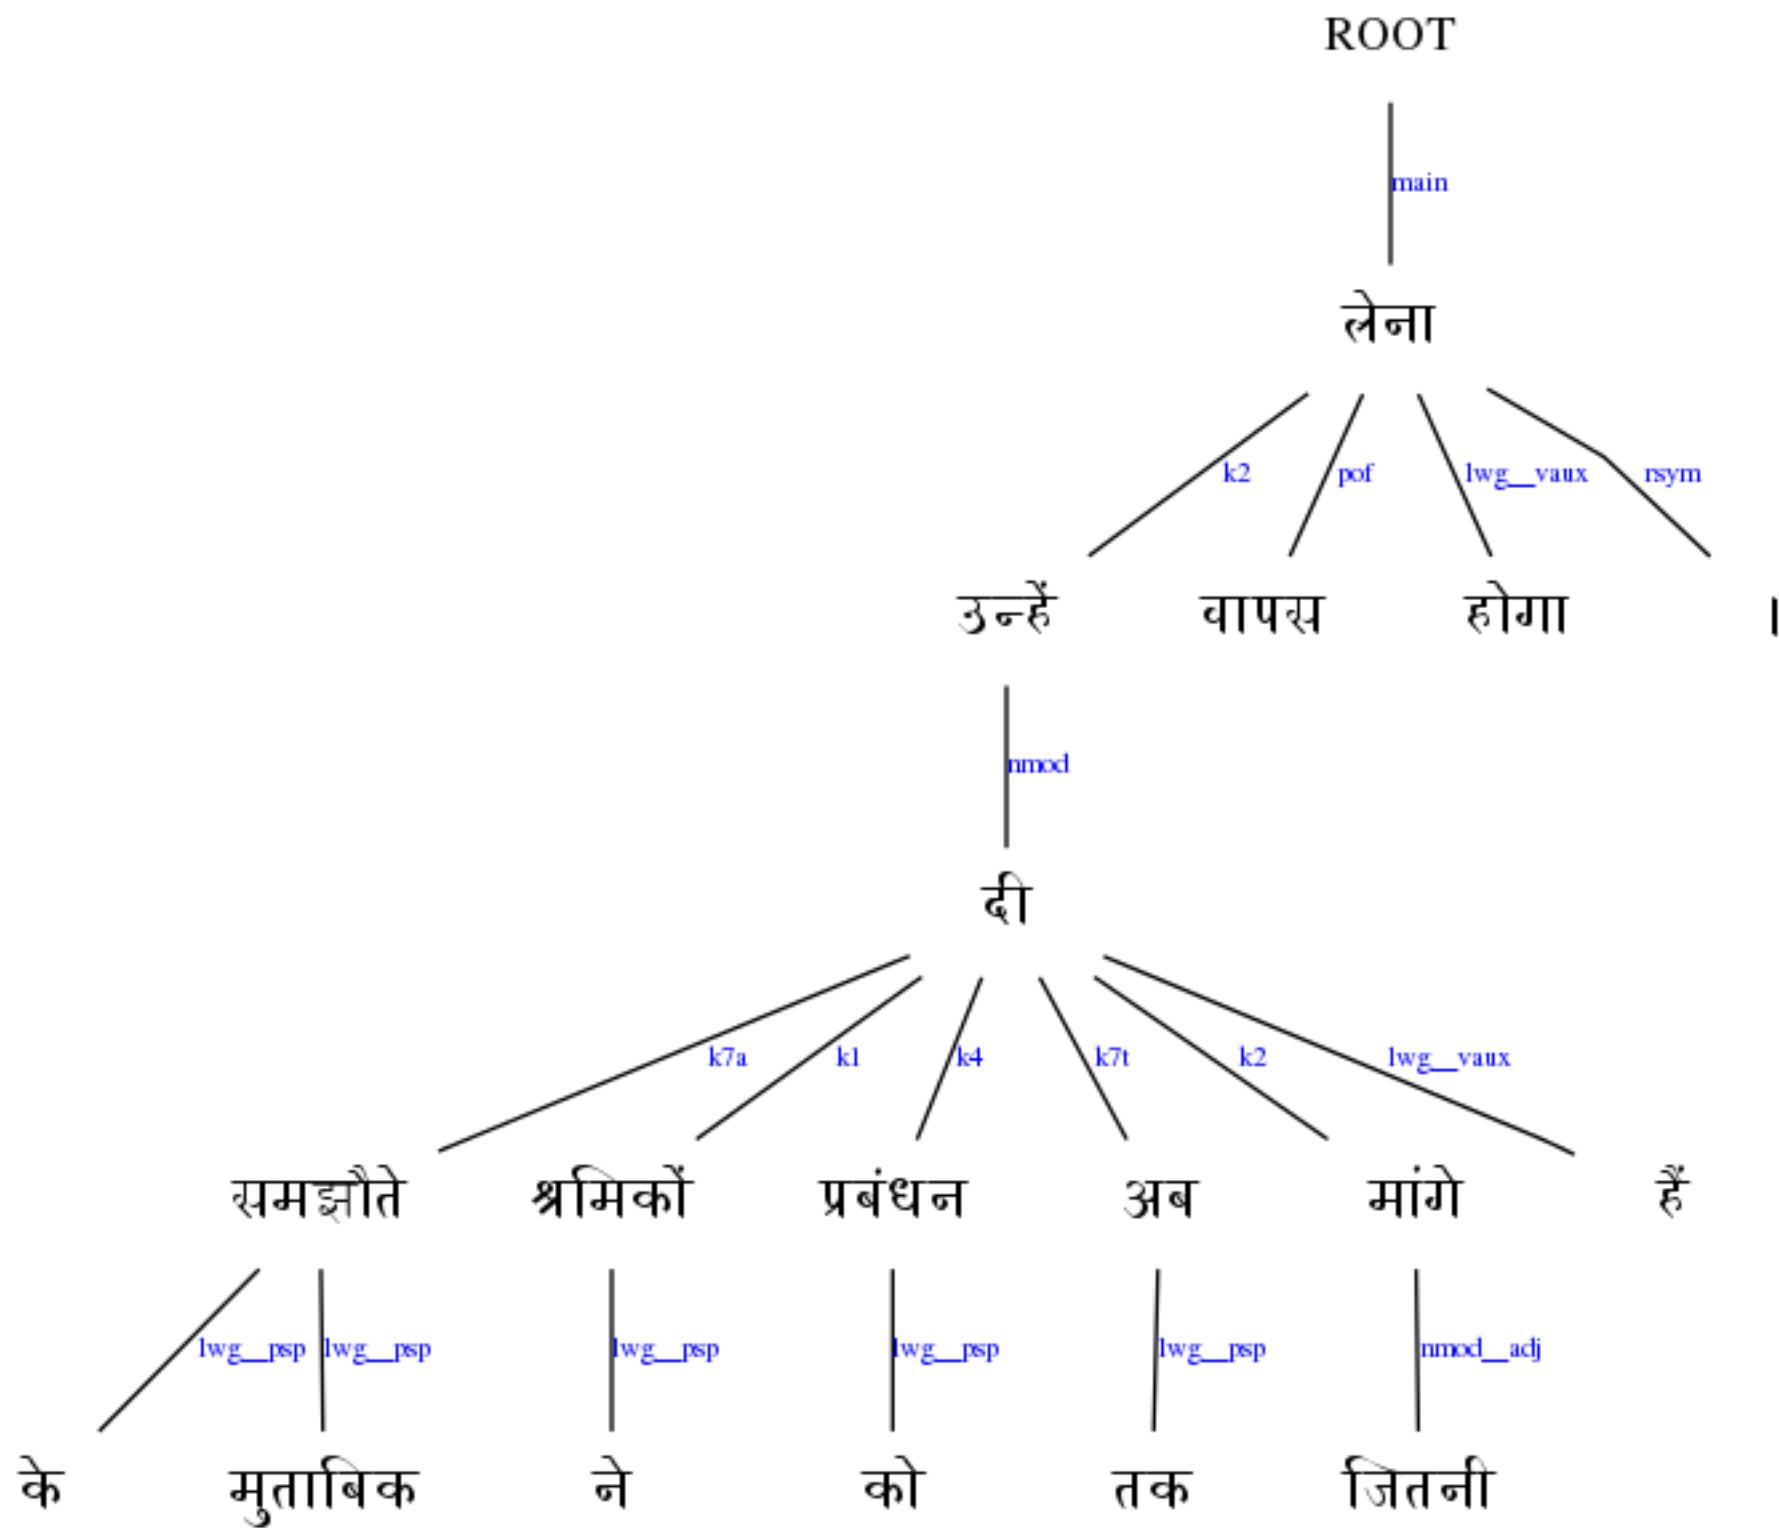 ROOT
main
लेना
k2 pof lwg__vaux rsym
उन्हें वापस होगा ।
nmod
दी
k7a k1 k4 k7t k2 lwg__vaux
समझौते श्रमिकों प्रबंधन अब मांगे हैं
lwg__psp lwg__psp lwg__psp lwg__psp lwg__psp nmod__adj
के मुताबिक ने को तक जितनी